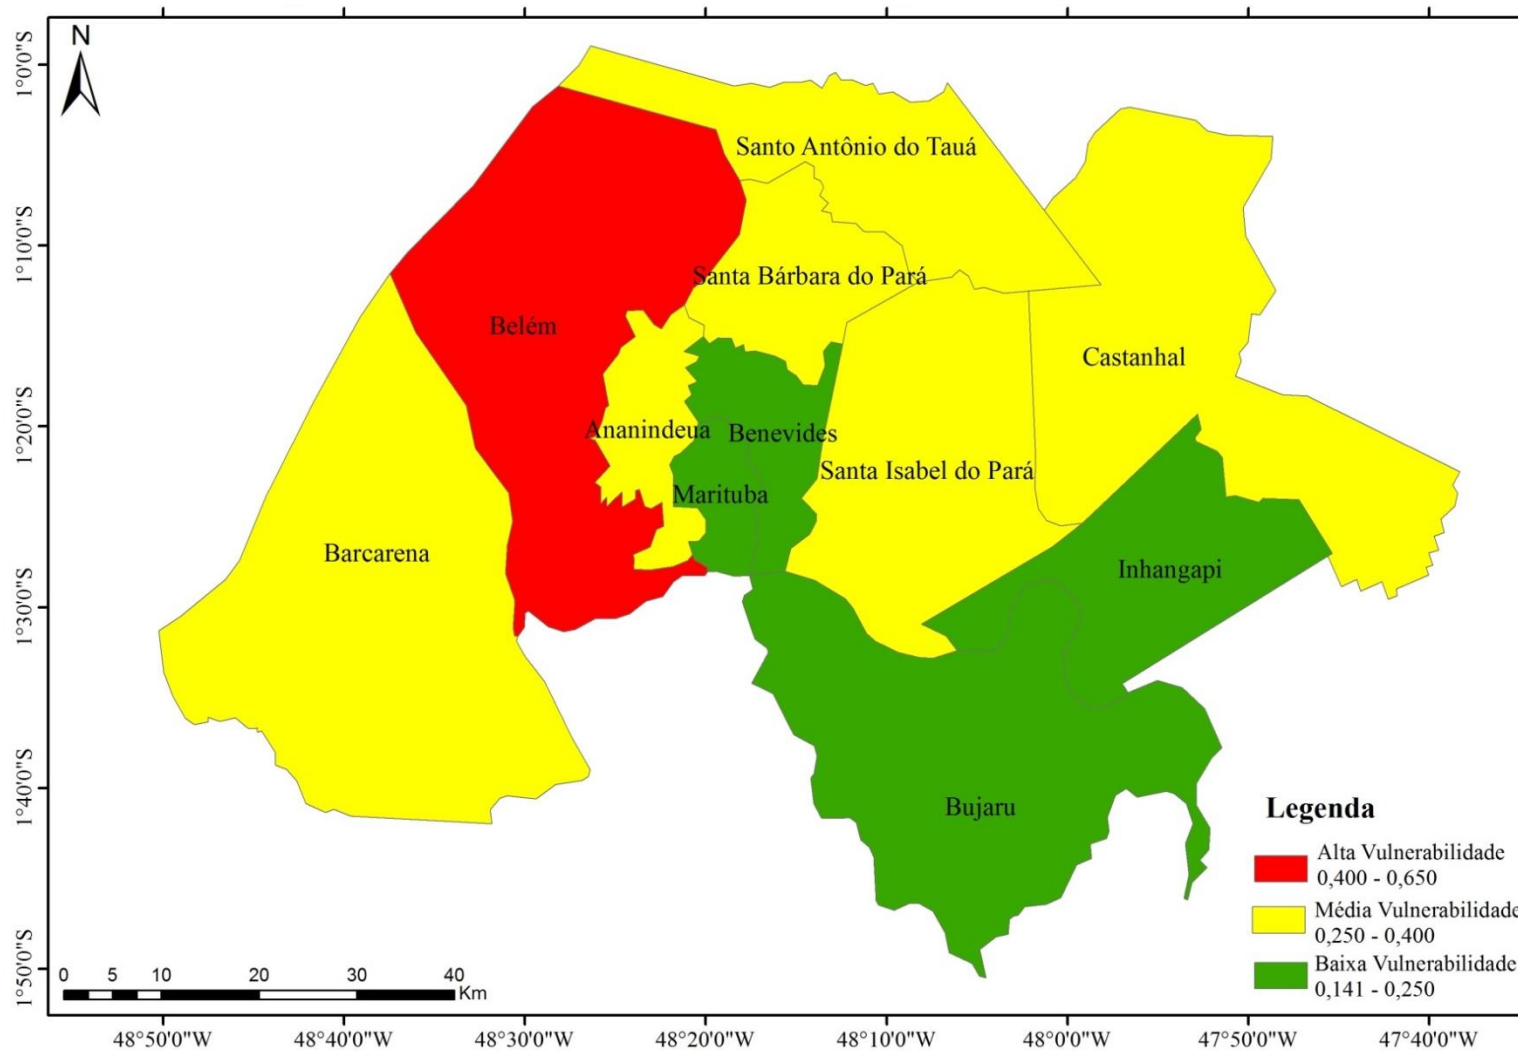 N
1°0'0"S
1°10'0"S
1°20'0"S
1°30'0"S
1°40'0"S
1°50'0"S
Santo Antônio do Tauá
Santa Bárbara do Pará
Belém
Castanhal
Ananindeua
Benevides
Santa Isabel do Pará
Marituba
Barcarena
Inhangapi
Bujaru
Legenda
Alta Vulnerabilidade
0,400 - 0,650
Média Vulnerabilidade
0,250 - 0,400
Baixa Vulnerabilidade
0,141 - 0,250
0 5 10 20 30 40
Km
48°50'0"W 48°40'0"W 48°30'0"W 48°20'0"W 48°10'0"W 48°0'0"W 47°50'0"W 47°40'0"W